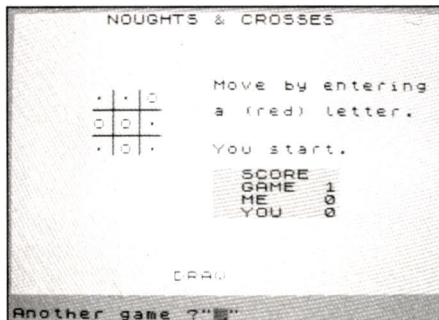 NOUGHTS & CROSSES
Move by entering
a (red) letter.
You start.
SCORE
GAME 1
ME 0
YOU 0
DRAW
Another game ?"